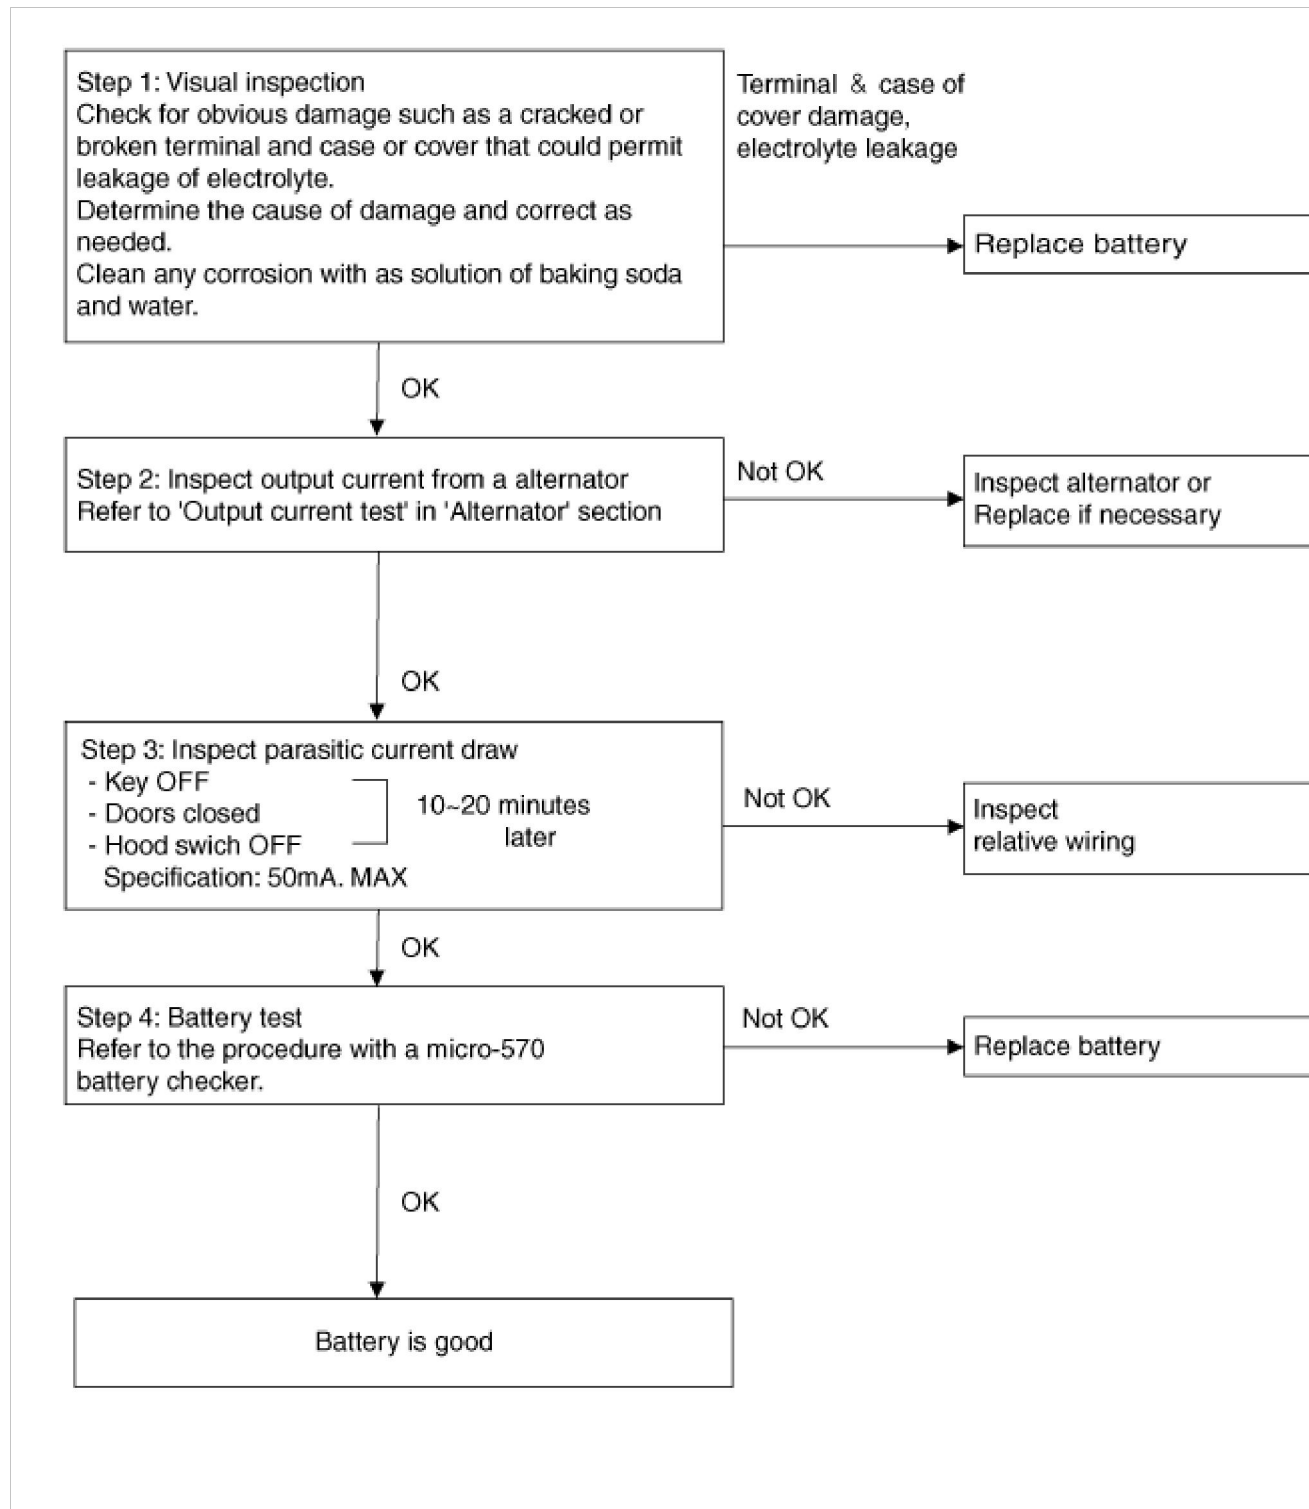 Step 1: Visual inspection
Check for obvious damage such as a cracked or
broken terminal and case or cover that could permit
leakage of electrolyte.
Determine the cause of damage and correct as
needed.
Clean any corrosion with as solution of baking soda
and water.
Terminal & case of
cover damage,
electrolyte leakage
Replace battery
OK
Step 2: Inspect output current from a alternator
Refer to 'Output current test' in 'Alternator' section
Not OK
Inspect alternator or
Replace if necessary
OK
Step 3: Inspect parasitic current draw
- Key OFF
- Doors closed
- Hood swich OFF
10~20 minutes
later
Specification: 50mA. MAX
Not OK
Inspect
relative wiring
OK
Step 4: Battery test
Refer to the procedure with a micro-570
battery checker.
Not OK
Replace battery
OK
Battery is good